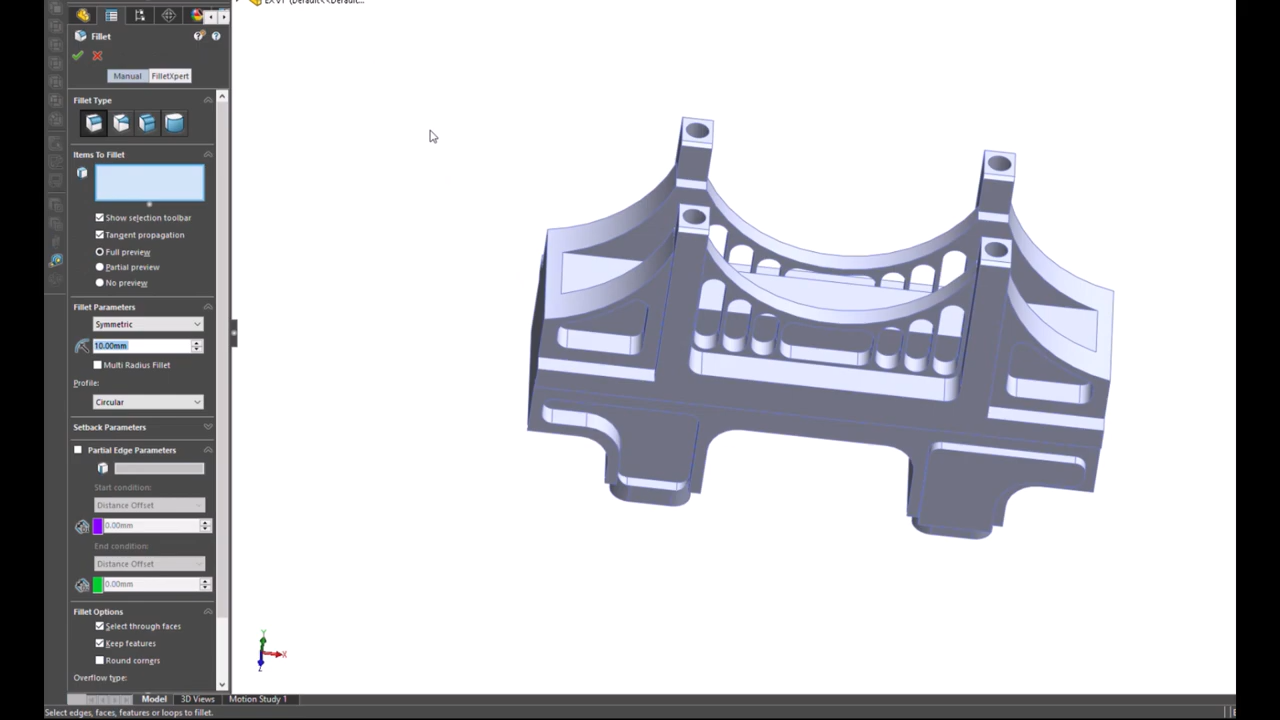 Fillet
Manual
FilletXpert
Fillet Type
Items To Fillet
Show selection toolbar
Tangent propagation
Full preview
Partial preview
No preview
Fillet Parameters
Symmetric
10.00mm
Multi Radius Fillet
Profile:
Circular
Setback Parameters
Partial Edge Parameters
Start condition:
Distance Offset
0.00mm
End condition:
Distance Offset
0.00mm
Fillet Options
Select through faces
Keep features
Round corners
Overflow type:
Y
X
Z
Model
3D Views
Motion Study 1
Select edges, faces, features or loops to fillet.